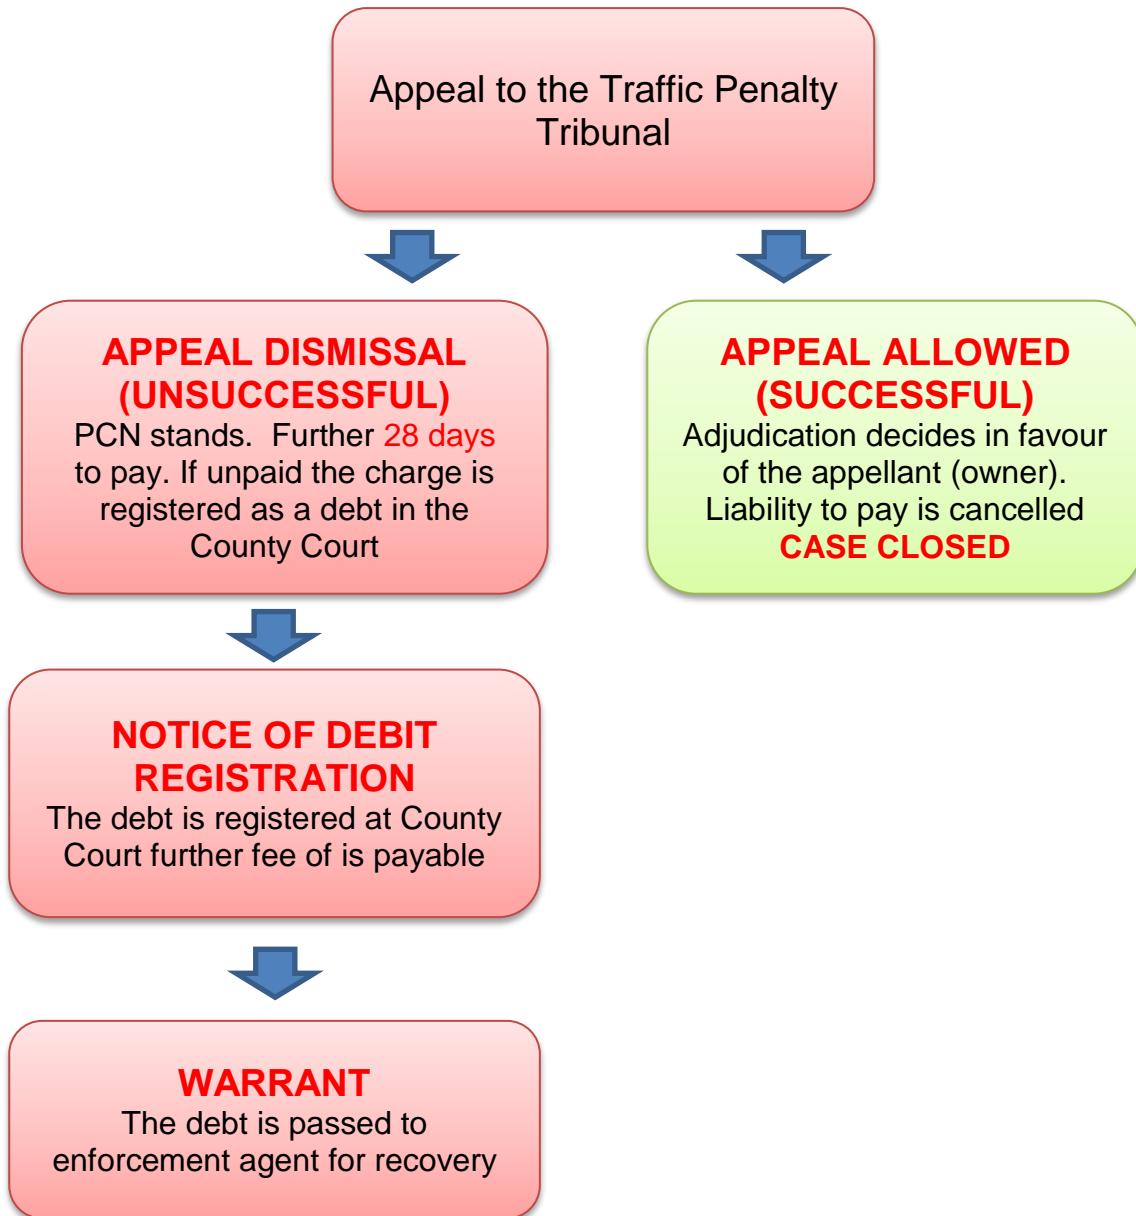 Appeal to the Traffic Penalty
Tribunal
APPEAL DISMISSAL
(UNSUCCESSFUL)
PCN stands.  Further 28 days
to pay. If unpaid the charge is
registered as a debt in the
County Court
APPEAL ALLOWED
(SUCCESSFUL)
Adjudication decides in favour
of the appellant (owner).
Liability to pay is cancelled
CASE CLOSED
NOTICE OF DEBIT
REGISTRATION
The debt is registered at County
Court further fee of is payable
WARRANT
The debt is passed to
enforcement agent for recovery